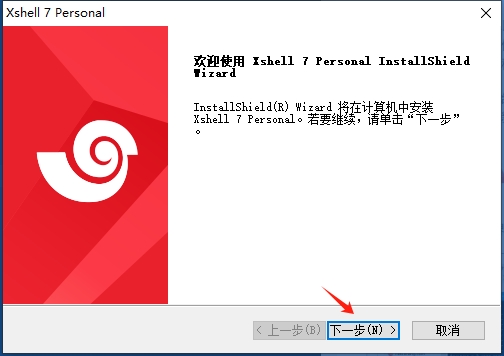 Xshell 7 Personal
欢迎使用 Xshell 7 Personal InstallShield
Wizard
InstallShield(R) Wizard 将在计算机中安装
Xshell 7 Personal。若要继续，请单击“下一步”
。
< 上一步(B)
下一步(N) >
取消